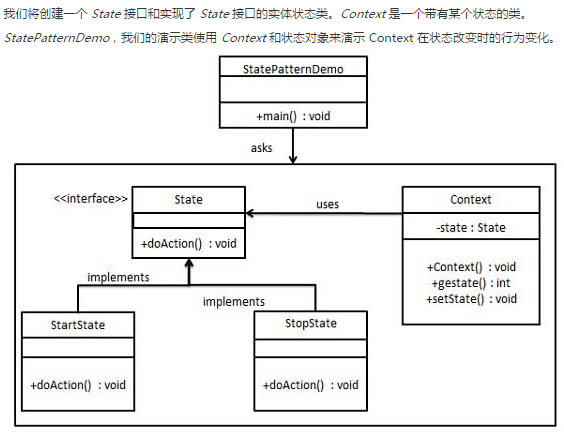 我们将创建一个 State 接口和实现了 State 接口的实体状态类。Context 是一个带有某个状态的类。
StatePatternDemo，我们的演示类使用 Context 和状态对象来演示 Context 在状态改变时的行为变化。
StatePatternDemo
+main() : void
asks
<<interface>>
State
+doAction() : void
uses
Context
-state : State
+Context() : void
+gestate() : int
+setState() : void
implements
implements
StartState
+doAction() : void
StopState
+doAction() : void